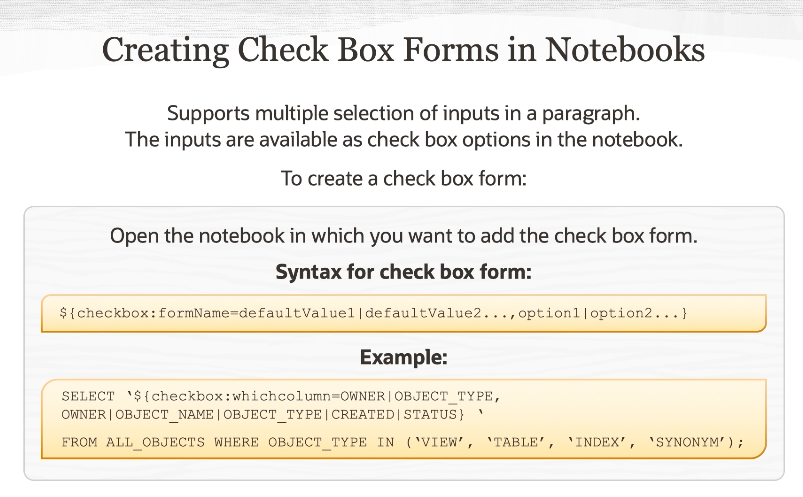 Creating Check Box Forms in Notebooks
Supports multiple selection of inputs in a paragraph.
The inputs are available as check box options in the notebook.
To create a check box form:
Open the notebook in which you want to add the check box form.
Syntax for check box form:
${checkbox:formName=defaultValue1|defaultValue2...,option1|option2...}
Example:
SELECT ‘${checkbox:whichcolumn=OWNER|OBJECT_TYPE,
OWNER|OBJECT_NAME|OBJECT_TYPE|CREATED|STATUS} ‘
FROM ALL_OBJECTS WHERE OBJECT_TYPE IN (‘VIEW’, ‘TABLE’, ‘INDEX’, ‘SYNONYM’);